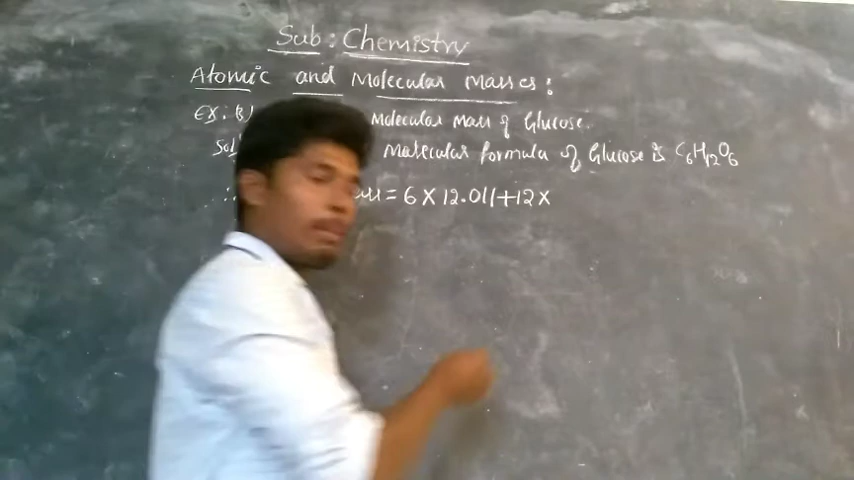 Sub: Chemistry
Atomic and Molecular Masses:
Ex: B) Molecular Mass of Glucose.
Sol Molecular formula of Glucose is C6H12O6
= 6 × 12.011 + 12 ×